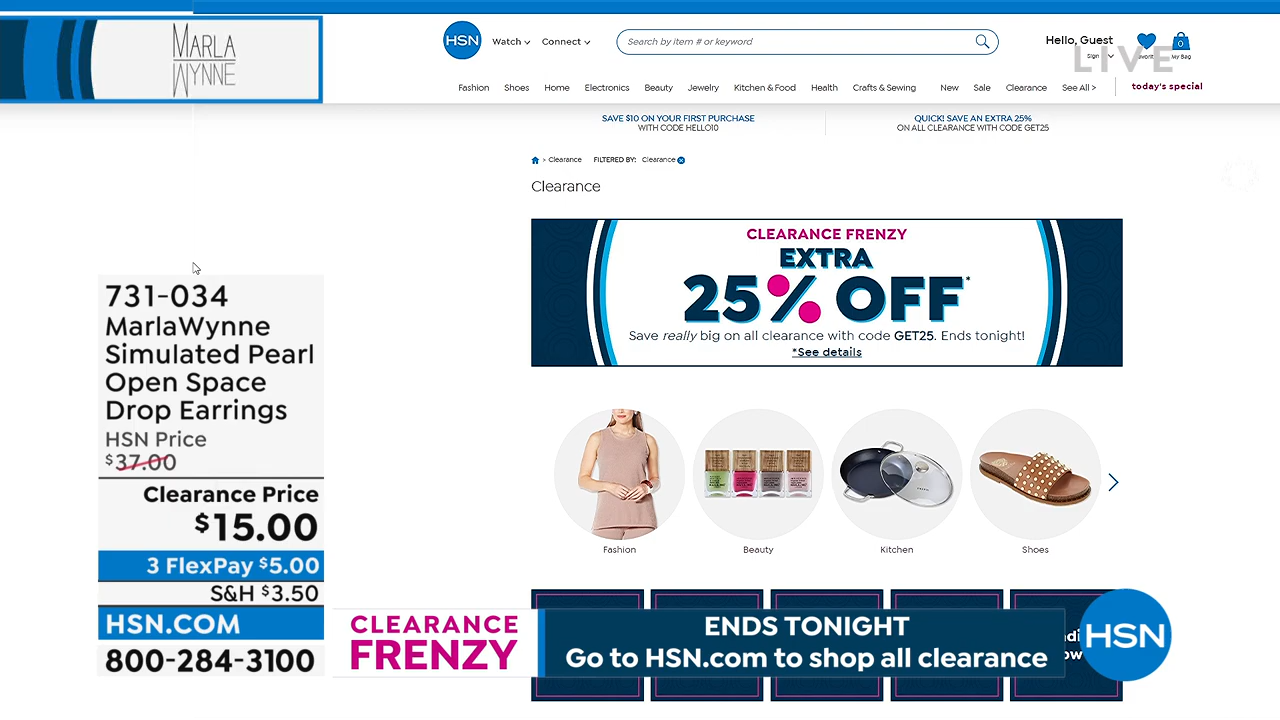 MARLA
WYNNE
HSN
Watch
Connect
Search by item # or keyword
Hello, Guest
Sign
My Bag
0
LIVE
Fashion
Shoes
Home
Electronics
Beauty
Jewelry
Kitchen & Food
Health
Crafts & Sewing
New
Sale
Clearance
See All >
today's special
SAVE $10 ON YOUR FIRST PURCHASE
WITH CODE HELLO10
QUICK! SAVE AN EXTRA 25%
ON ALL CLEARANCE WITH CODE GET25
> Clearance
FILTERED BY:
Clearance
Clearance
CLEARANCE FRENZY
EXTRA
25% OFF*
Save really big on all clearance with code GET25. Ends tonight!
*See details
731-034
MarlaWynne
Simulated Pearl
Open Space
Drop Earrings
HSN Price
$37.00
Clearance Price
$15.00
3 FlexPay $5.00
S&H $3.50
HSN.COM
800-284-3100
Fashion
Beauty
Kitchen
Shoes
CLEARANCE
FRENZY
ENDS TONIGHT
Go to HSN.com to shop all clearance
HSN